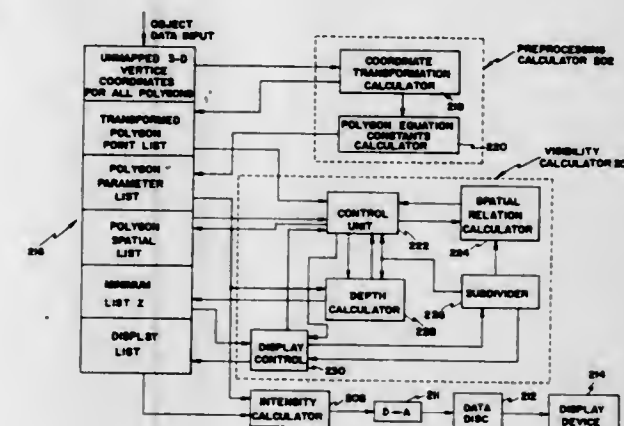 OBJECT
DATA INPUT
UNMAPPED 3-D
VERTICE
COORDINATES
FOR ALL POLYGONS
TRANSFORMED
POLYGON
POINT LIST
POLYGON
PARAMETER
LIST
POLYGON
SPATIAL
LIST
MINIMUM
LIST Z
DISPLAY
LIST
216
COORDINATE
TRANSFORMATION
CALCULATOR
POLYGON EQUATION
CONSTANTS
CALCULATOR
220
PREPROCESSING
CALCULATOR
VISIBILITY
CALCULATOR
CONTROL
UNIT
222
SPATIAL
RELATION
CALCULATOR
224
DEPTH
CALCULATOR
SUBDIVIDER
DISPLAY
CONTROL
230
INTENSITY
CALCULATOR
D-A
211
DATA
DISC
212
DISPLAY
DEVICE
214